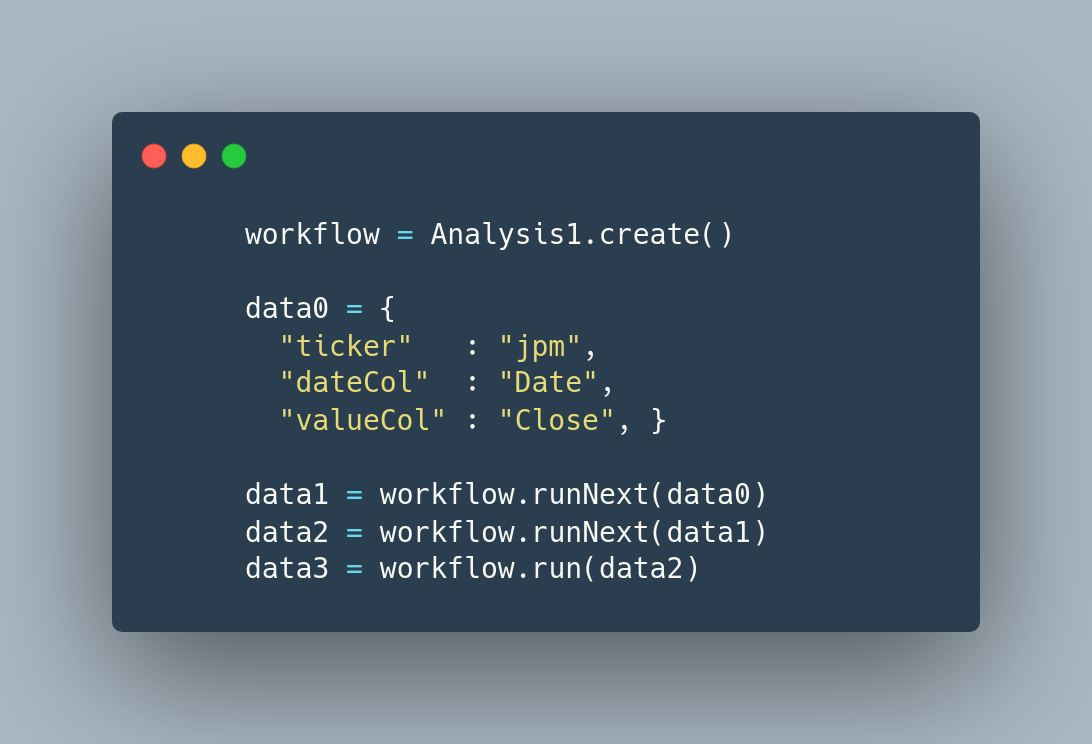 workflow = Analysis1.create()
data0 = {
"ticker"   : "jpm",
"dateCol"  : "Date",
"valueCol" : "Close", }
data1 = workflow.runNext(data0)
data2 = workflow.runNext(data1)
data3 = workflow.run(data2)